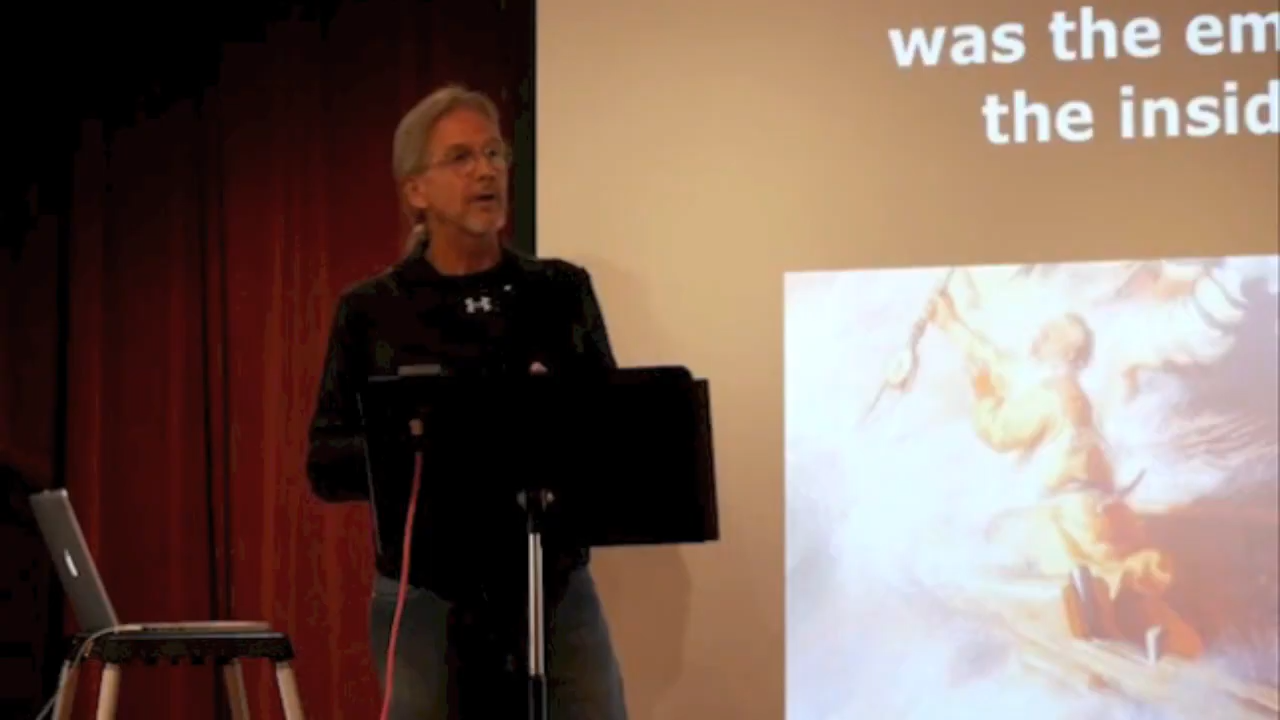 was the em
the insid